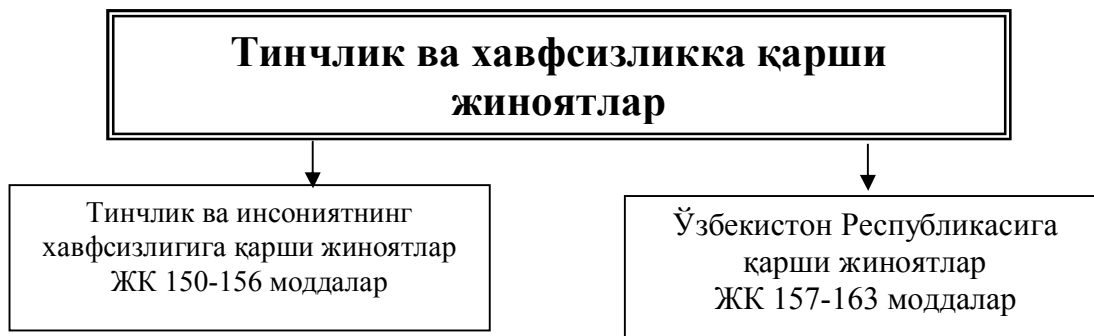 Тинчлик ва хавфсизликка қарши
жиноятлар
Тинчлик ва инсониятнинг
хавфсизлигига қарши жиноятлар
ЖК 150-156 моддалар
Ўзбекистон Республикасига
қарши жиноятлар
ЖК 157-163 моддалар